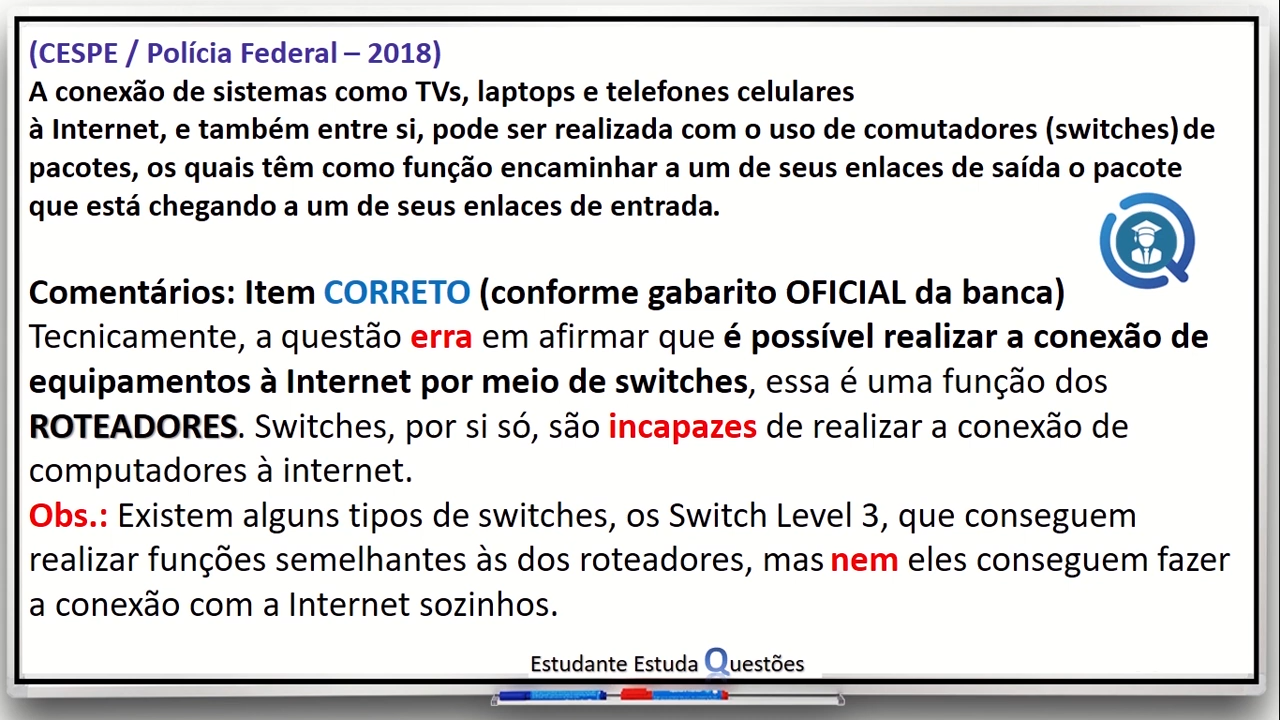 (CESPE / Polícia Federal – 2018)
A conexão de sistemas como TVs, laptops e telefones celulares
à Internet, e também entre si, pode ser realizada com o uso de comutadores (switches) de
pacotes, os quais têm como função encaminhar a um de seus enlaces de saída o pacote
que está chegando a um de seus enlaces de entrada.
Comentários: Item CORRETO (conforme gabarito OFICIAL da banca)
Tecnicamente, a questão erra em afirmar que é possível realizar a conexão de
equipamentos à Internet por meio de switches, essa é uma função dos
ROTEADORES. Switches, por si só, são incapazes de realizar a conexão de
computadores à internet.
Obs.: Existem alguns tipos de switches, os Switch Level 3, que conseguem
realizar funções semelhantes às dos roteadores, mas nem eles conseguem fazer
a conexão com a Internet sozinhos.
Estudante Estuda Questões